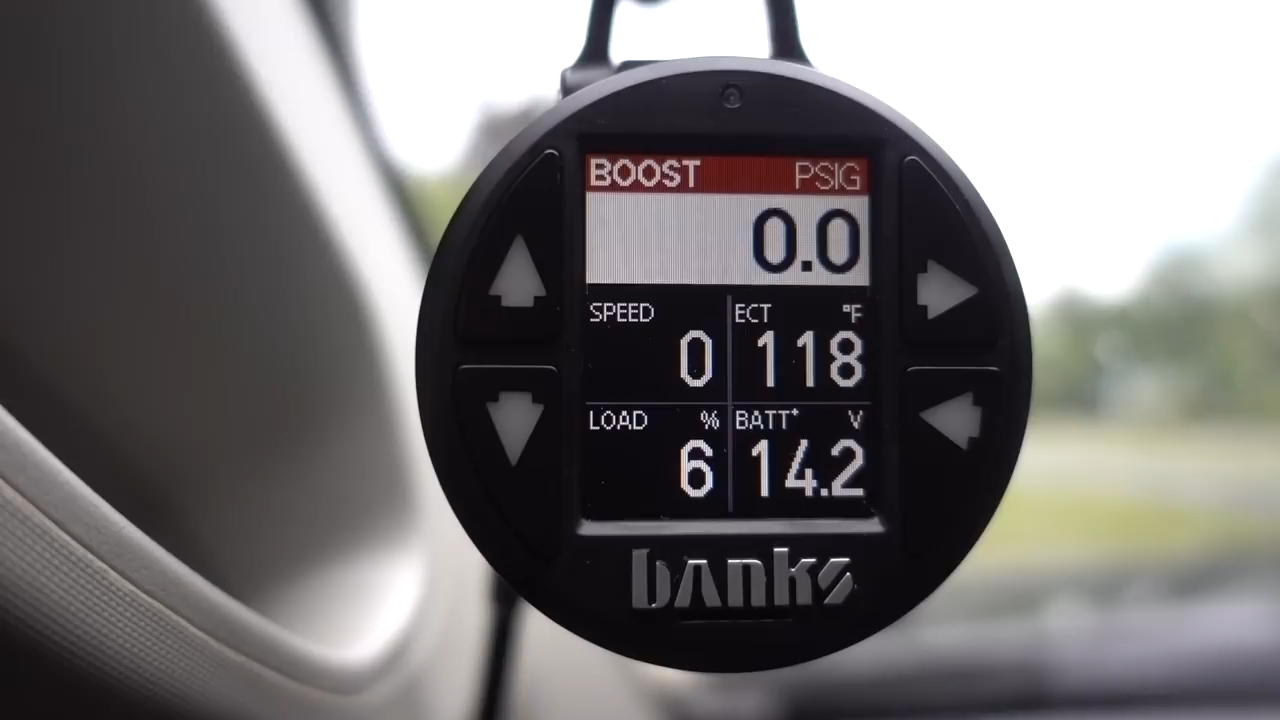 BOOST PSIG
0.0
SPEED ECT °F
0 118
LOAD % BATT+ V
6 14.2
banks